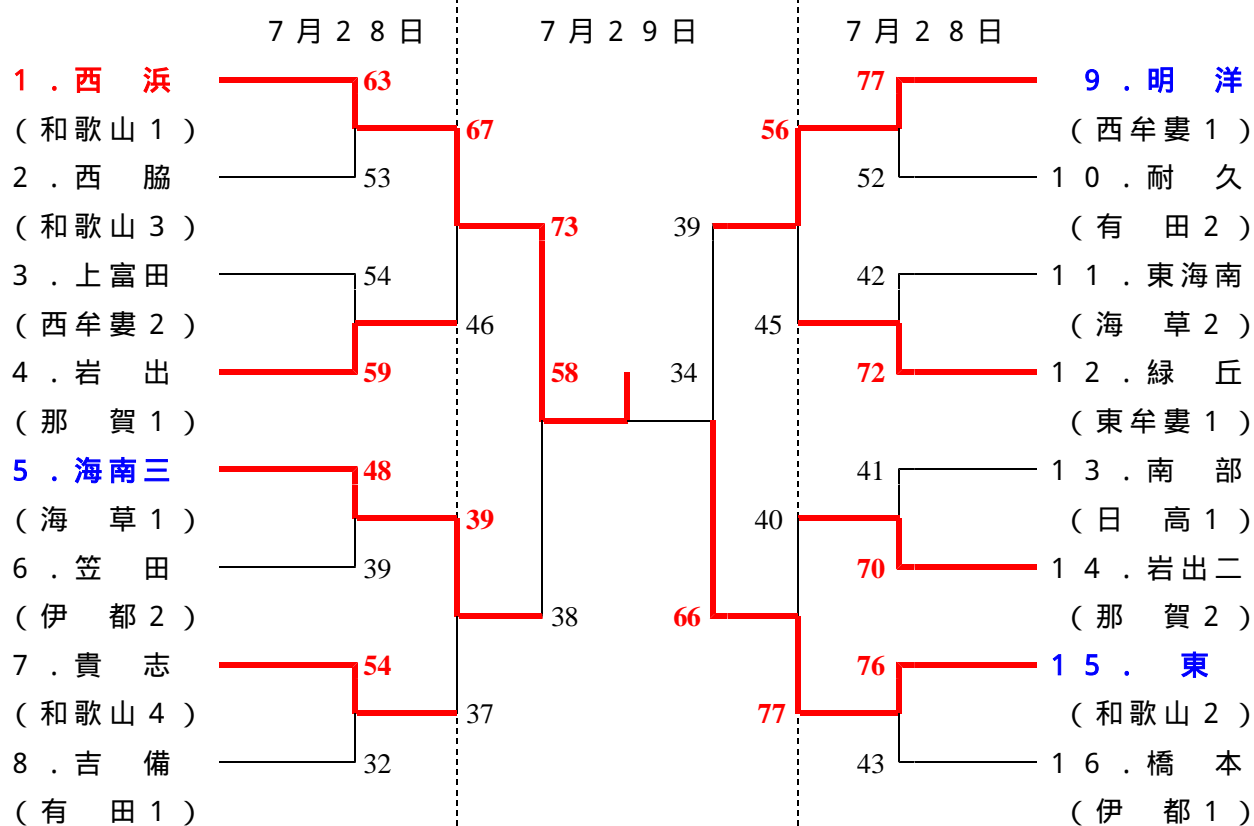 7月28日 7月29日 7月28日
1.西 浜 63 77 9.明 洋
(和歌山1) 67 56 (西牟婁1)
2.西 脇 53 52 10.耐 久
(和歌山3) 73 39 (有 田2)
3.上富田 54 42 11.東海南
(西牟婁2) 46 45 (海 草2)
4.岩 出 59 58 34 72 12.緑 丘
(那 賀1) (東牟婁1)
5.海南三 48 41 13.南 部
(海 草1) 39 40 (日 高1)
6.笠 田 39 70 14.岩出二
(伊 都2) 38 66 (那 賀2)
7.貴 志 54 76 15.東
(和歌山4) 37 77 (和歌山2)
8.吉 備 32 43 16.橋 本
(有 田1) (伊 都1)